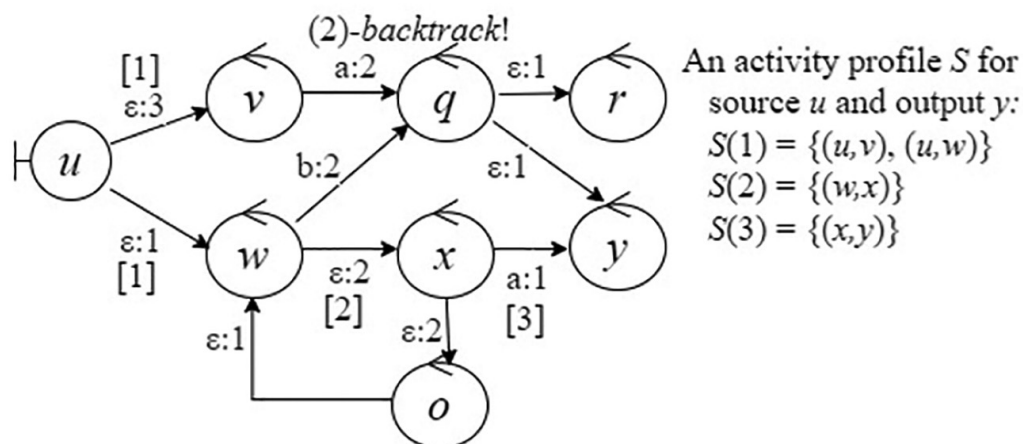 (2)-backtrack!
[1]
ε:3
a:2
ε:1
An activity profile S for
source u and output y:
S(1) = {(u,v), (u,w)}
S(2) = {(w,x)}
S(3) = {(x,y)}
v
q
r
u
b:2
ε:1
ε:1
[1]
w
x
y
ε:2
[2]
a:1
[3]
ε:1
ε:2
o